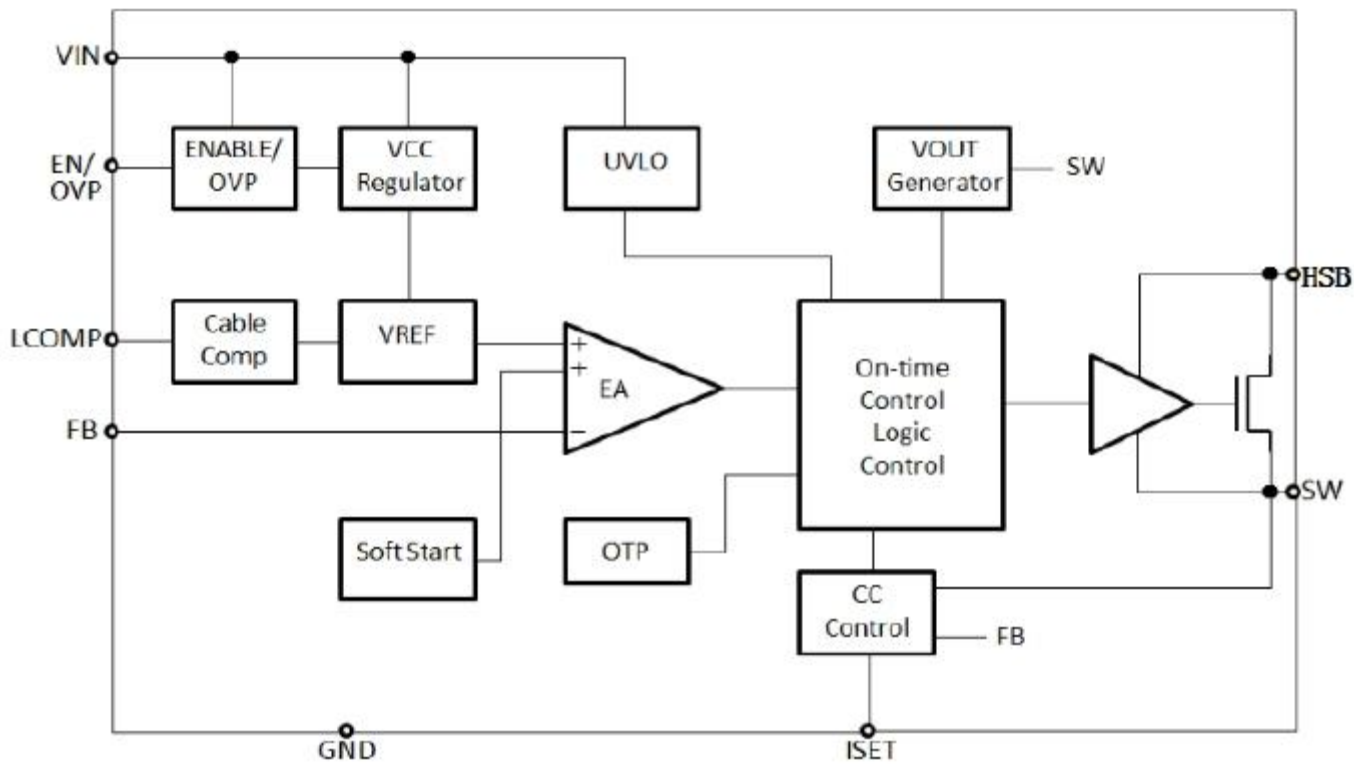 VIN
EN/
OVP
ENABLE/
OVP
VCC
Regulator
UVLO
VOUT
Generator
SW
HSB
LCOMP
Cable
Comp
VREF
+
+
EA
−
On-time
Control
Logic
Control
FB
SW
Soft Start
OTP
CC
Control
FB
GND
ISET